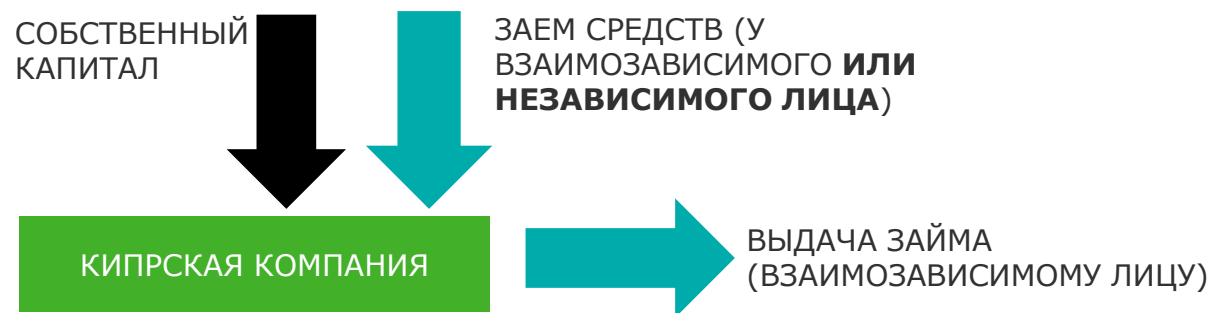 СОБСТВЕННЫЙ
КАПИТАЛ
ЗАЕМ СРЕДСТВ (У
ВЗАИМОЗАВИСИМОГО ИЛИ
НЕЗАВИСИМОГО ЛИЦА)
КИПРСКАЯ КОМПАНИЯ
ВЫДАЧА ЗАЙМА
(ВЗАИМОЗАВИСИМОМУ ЛИЦУ)